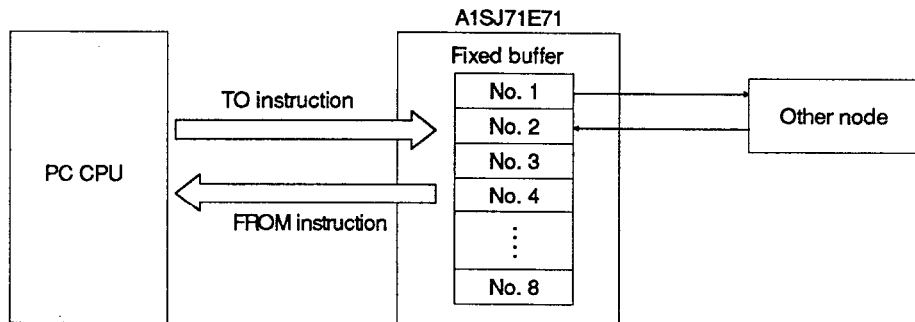 A1SJ71E71
Fixed buffer
No. 1
TO instruction
No. 2
Other node
No. 3
PC CPU
No. 4
FROM instruction
No. 8